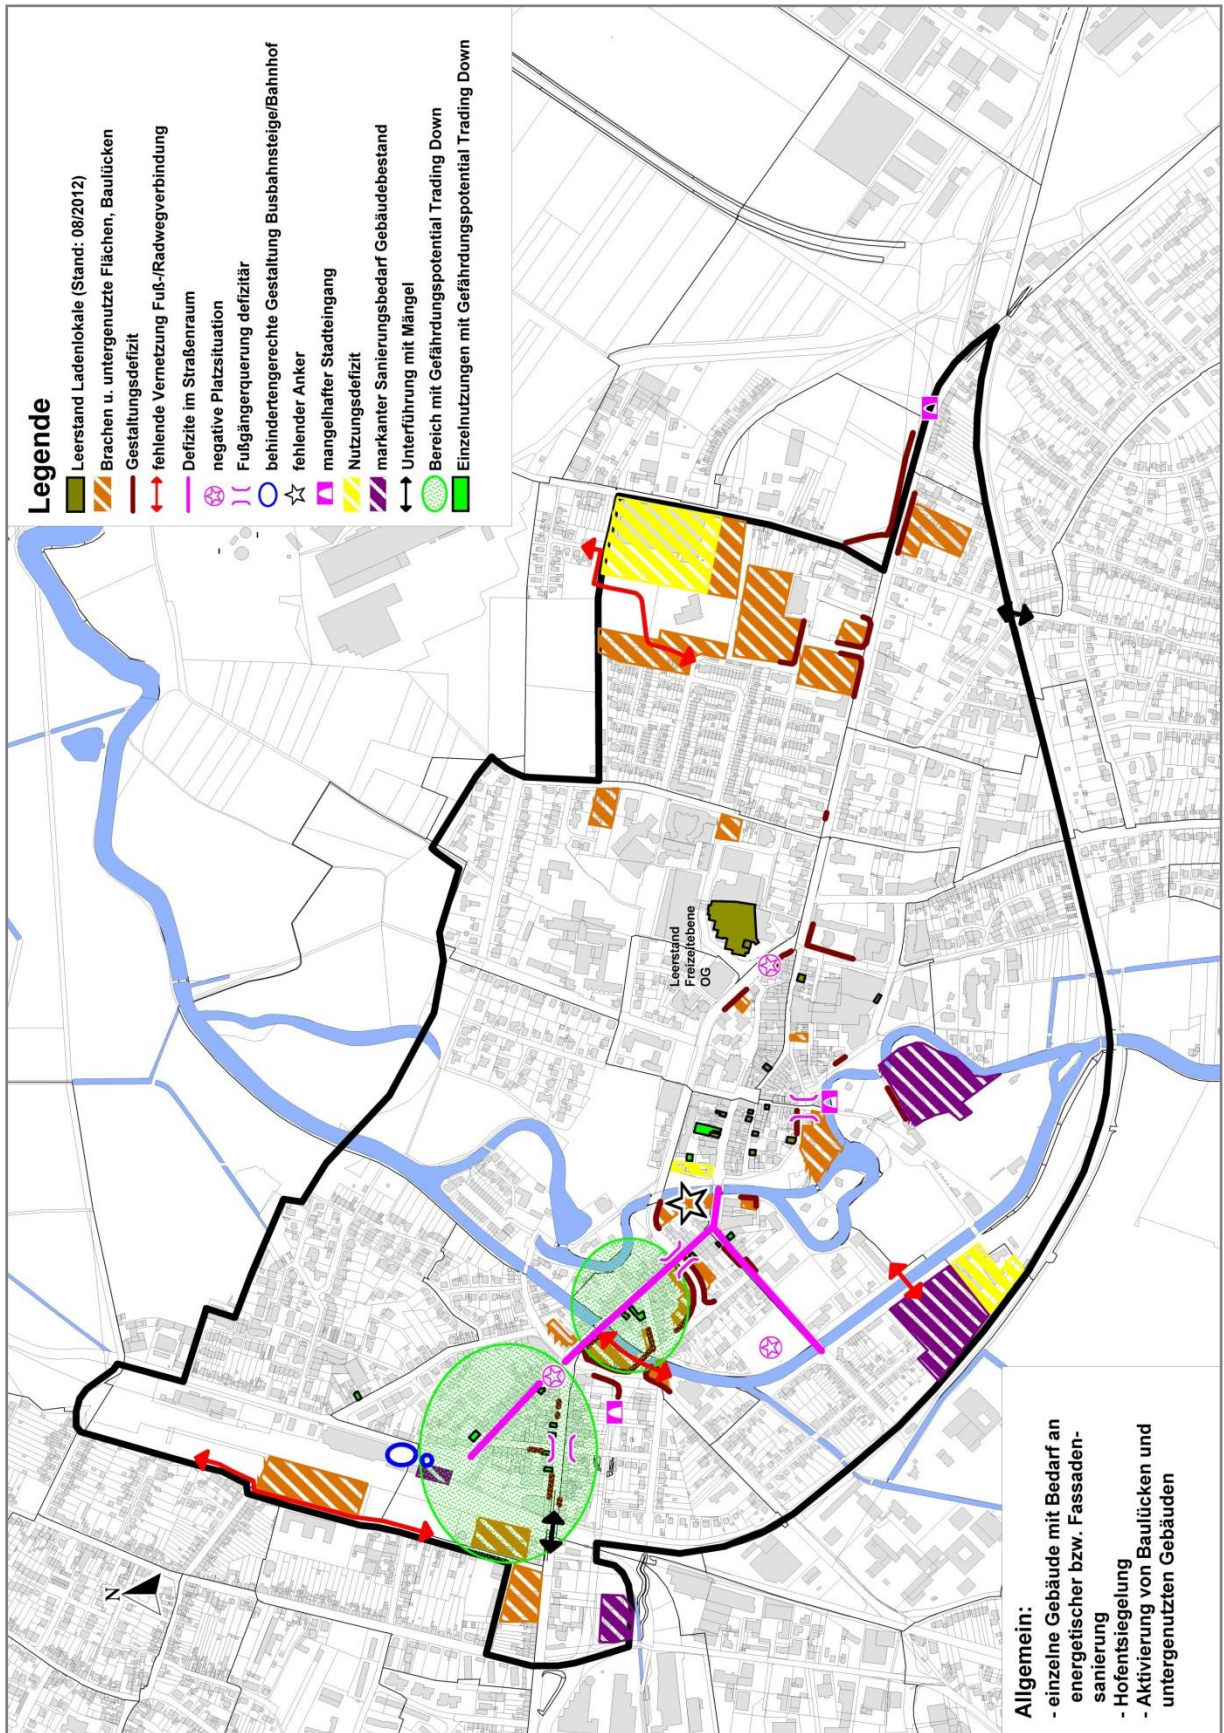 Legende
Leerstand Ladenlokale (Stand: 08/2012)
Brachen u. untergenutzte Flächen, Baulücken
Gestaltungsdefizit
fehlende Vernetzung Fuß-/Radwegverbindung
Defizite im Straßenraum
negative Platzsituation
Fußgängerquerung defizitär
behindertengerechte Gestaltung Busbahnsteige/Bahnhof
fehlender Anker
mangelhafter Stadteingang
Nutzungsdefizit
markanter Sanierungsbedarf Gebäudebestand
Unterführung mit Mängel
Bereich mit Gefährdungspotential Trading Down
Einzelnutzungen mit Gefährdungspotential Trading Down
Leerstand
Freizeitebene
OG
N
Allgemein:
- einzelne Gebäude mit Bedarf an
energetischer bzw. Fassaden-
sanierung
- Hofentsiegelung
- Aktivierung von Baulücken und
untergenutzten Gebäuden